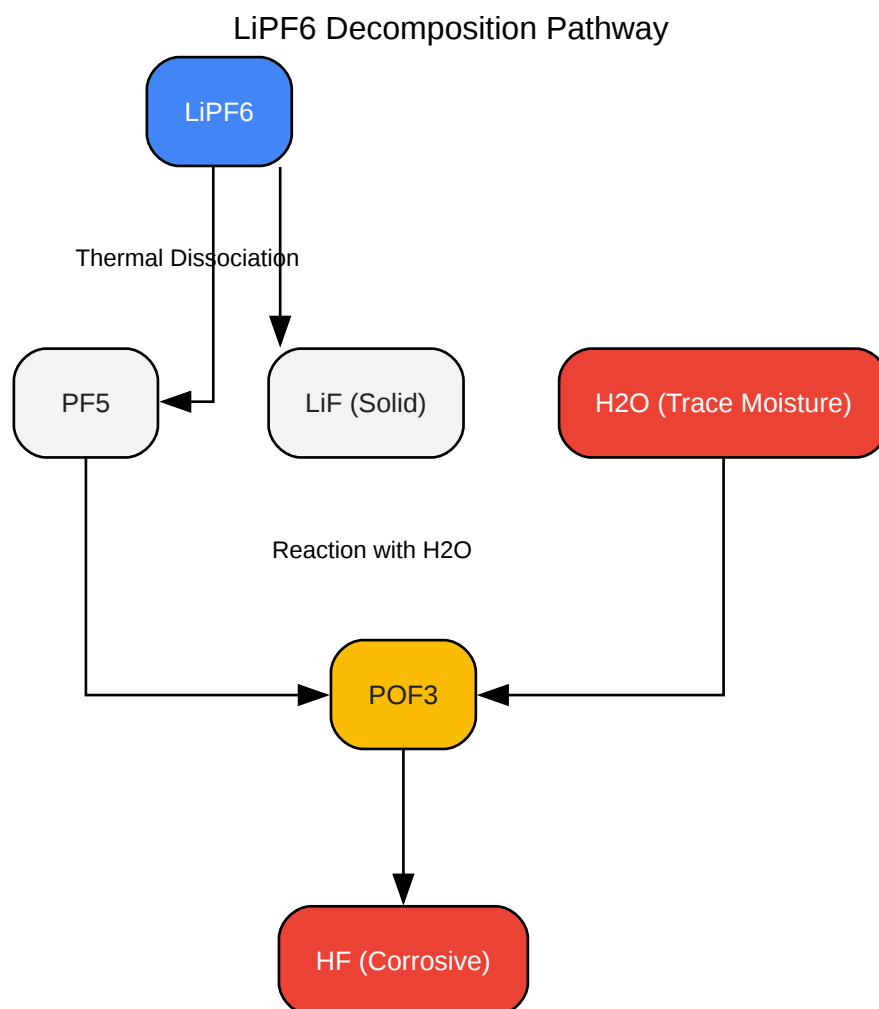 LiPF6 Decomposition Pathway
LiPF6
Thermal Dissociation
PF5
LiF (Solid)
H2O (Trace Moisture)
Reaction with H2O
POF3
HF (Corrosive)